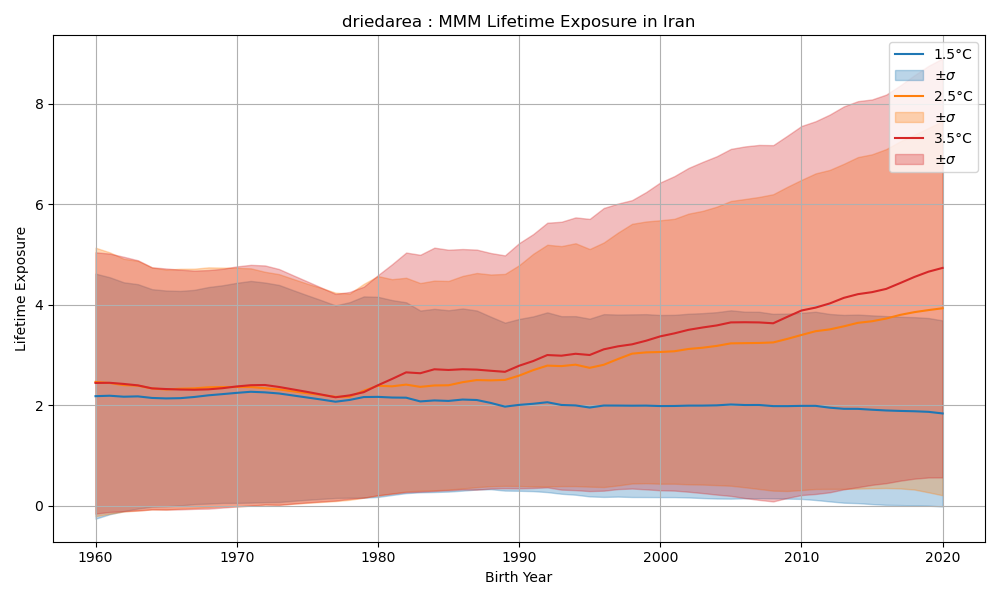 driedarea : MMM Lifetime Exposure in Iran
1.5°C
±σ
2.5°C
±σ
3.5°C
±σ
Lifetime Exposure
8
6
4
2
0
1960 1970 1980 1990 2000 2010 2020
Birth Year